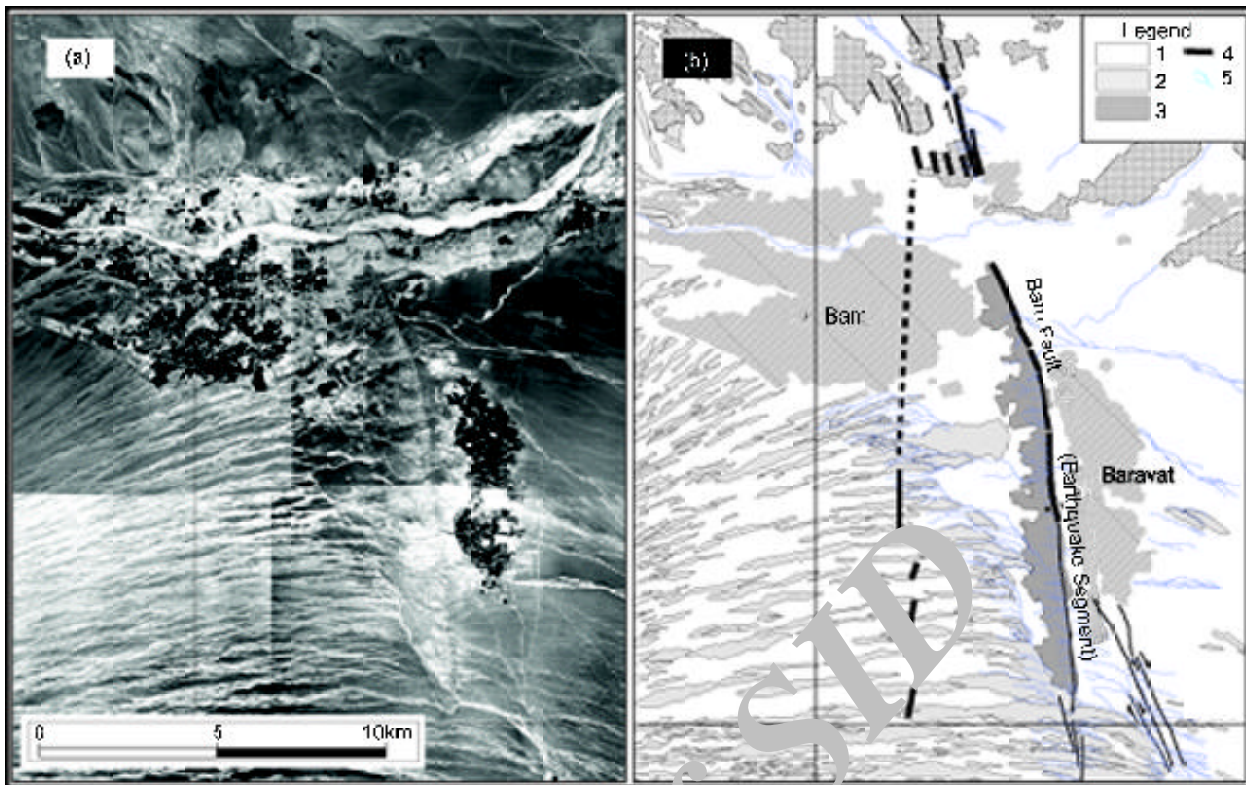 (a)
0 5 10km
(b)
Legend
1
2
3
4
5
Bam
Bam Fault
(Earthquake Segment)
Baravat
SID